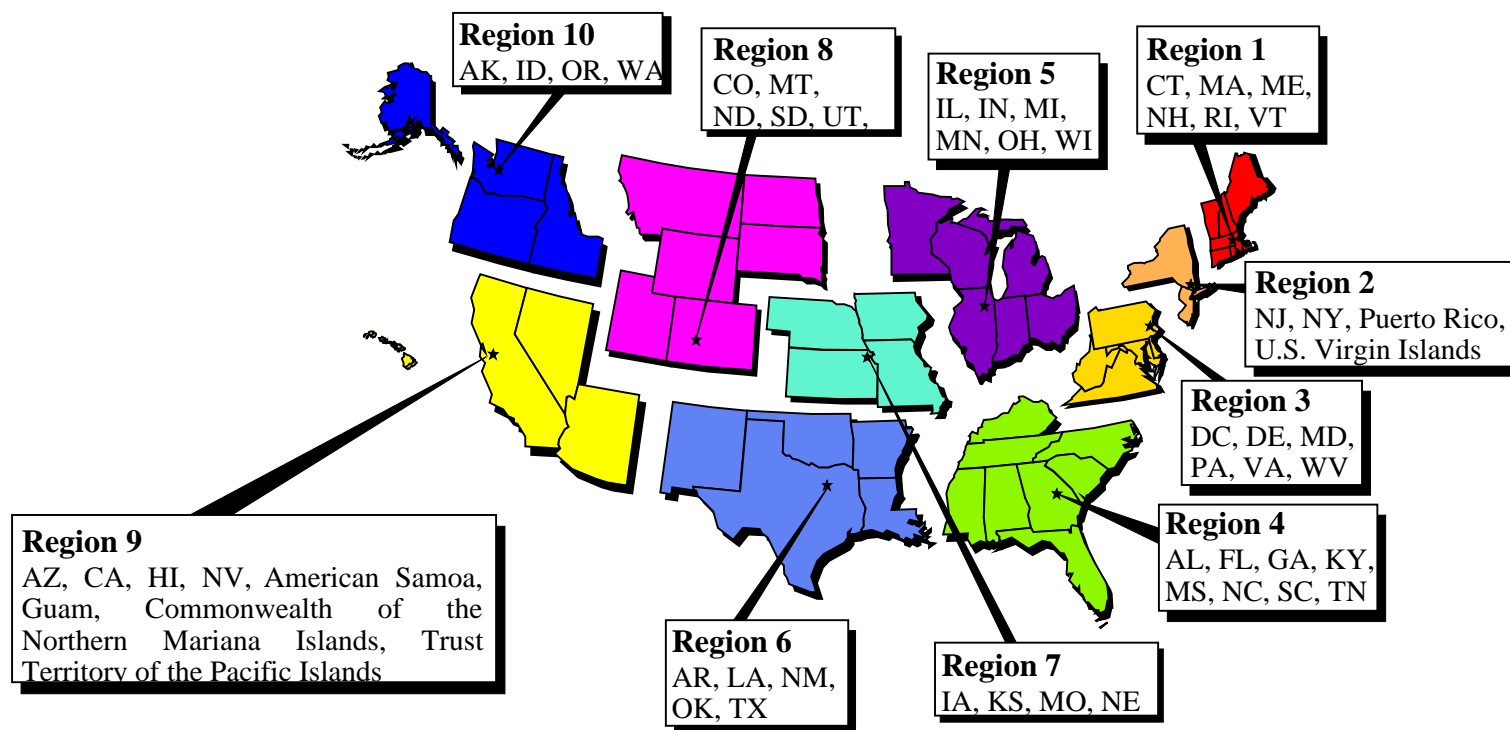 Region 10
AK, ID, OR, WA
Region 8
CO, MT,
ND, SD, UT,
Region 5
IL, IN, MI,
MN, OH, WI
Region 1
CT, MA, ME,
NH, RI, VT
Region 2
NJ, NY, Puerto Rico,
U.S. Virgin Islands
Region 3
DC, DE, MD,
PA, VA, WV
Region 4
AL, FL, GA, KY,
MS, NC, SC, TN
Region 9
AZ, CA, HI, NV, American Samoa,
Guam, Commonwealth of the
Northern Mariana Islands, Trust
Territory of the Pacific Islands
Region 6
AR, LA, NM,
OK, TX
Region 7
IA, KS, MO, NE